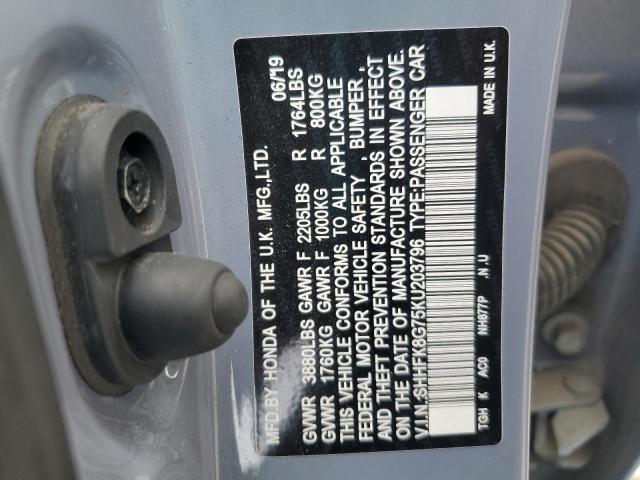 MFD.BY HONDA OF THE U.K. MFG.,LTD. 06/19
GVWR 3880LBS GAWR F 2205LBS R 1764LBS
GVWR 1760KG GAWR F 1000KG R 800KG
THIS VEHICLE CONFORMS TO ALL APPLICABLE
FEDERAL MOTOR VEHICLE SAFETY , BUMPER ,
AND THEFT PREVENTION STANDARDS IN EFFECT
ON THE DATE OF MANUFACTURE SHOWN ABOVE.
V.I.N.:SHHFK8G75KU203796 TYPE:PASSENGER CAR
TGH K AC0 NH877P .N .U MADE IN U.K.